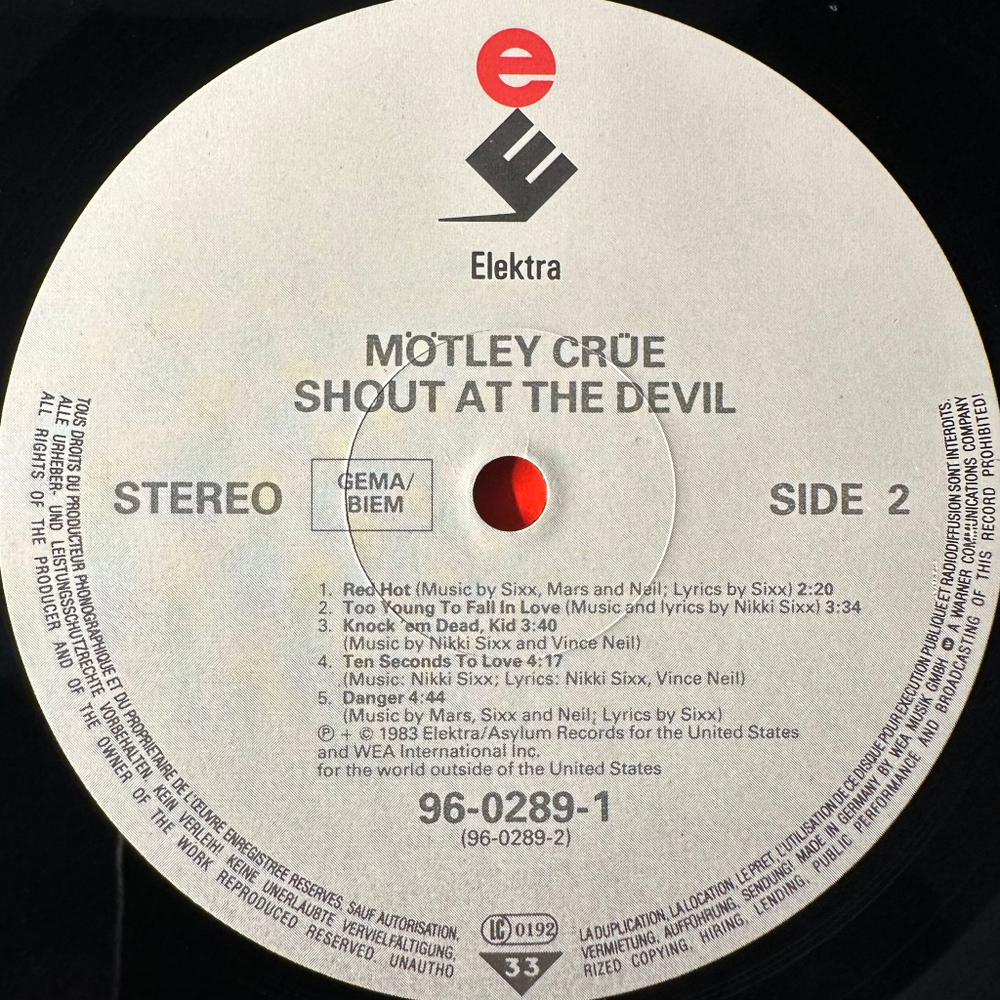 e
E
Elektra
MÖTLEY CRÜE
SHOUT AT THE DEVIL
STEREO
GEMA/
BIEM
SIDE 2
1. Red Hot (Music by Sixx, Mars and Neil; Lyrics by Sixx) 2:20
2. Too Young To Fall In Love (Music and lyrics by Nikki Sixx) 3:34
3. Knock 'em Dead, Kid 3:40
(Music by Nikki Sixx and Vince Neil)
4. Ten Seconds To Love 4:17
(Music: Nikki Sixx; Lyrics: Nikki Sixx, Vince Neil)
5. Danger 4:44
(Music by Mars, Sixx and Neil; Lyrics by Sixx)
Ⓟ + © 1983 Elektra/Asylum Records for the United States
and WEA International Inc.
for the world outside of the United States
96-0289-1
(96-0289-2)
TOUS DROITS DU PRODUCTEUR PHONOGRAPHIQUE ET DU PROPRIETAIRE DE L'ŒUVRE ENREGISTREE RESERVES. SAUF AUTORISATION,
LA DUPLICATION, LA LOCATION, LE PRET, L'UTILISATION DE CE DISQUE POUR EXECUTION PUBLIQUE ET RADIODIFFUSION SONT INTERDITS.
ALLE URHEBER- UND LEISTUNGSSCHUTZRECHTE VORBEHALTEN. KEIN VERLEIH! KEINE UNERLAUBTE VERVIELFÄLTIGUNG,
VERMIETUNG, AUFFÜHRUNG, SENDUNG! MADE IN GERMANY BY WEA MUSIK GMBH A WARNER COMMUNICATIONS COMPANY
ALL RIGHTS OF THE PRODUCER AND OF THE OWNER OF THE WORK REPRODUCED RESERVED. UNAUTHO
RIZED COPYING, HIRING, LENDING, PUBLIC PERFORMANCE AND BROADCASTING OF THIS RECORD PROHIBITED!
LC 0192
33